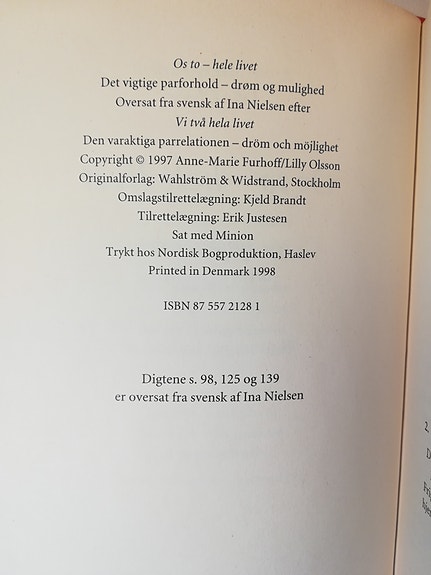 Os to – hele livet
Det vigtige parforhold – drøm og mulighed
Oversat fra svensk af Ina Nielsen efter
Vi två hela livet
Den varaktiga parrelationen – dröm och möjlighet
Copyright © 1997 Anne-Marie Furhoff/Lilly Olsson
Originalforlag: Wahlström & Widstrand, Stockholm
Omslagstilrettelægning: Kjeld Brandt
Tilrettelægning: Erik Justesen
Sat med Minion
Trykt hos Nordisk Bogproduktion, Haslev
Printed in Denmark 1998
ISBN 87 557 2128 1
Digtene s. 98, 125 og 139
er oversat fra svensk af Ina Nielsen
2.